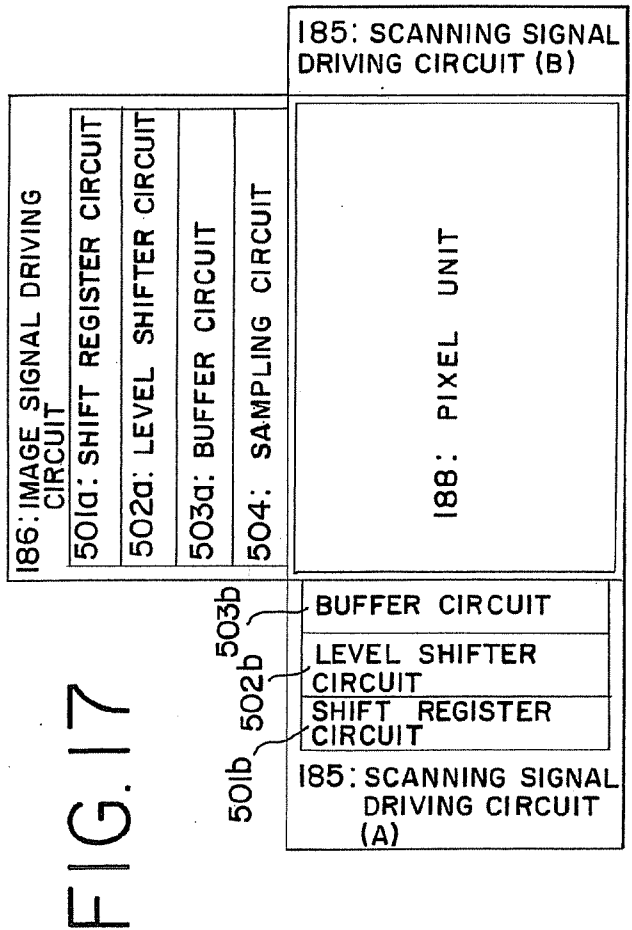 FIG. 17
186: IMAGE SIGNAL DRIVING
CIRCUIT
501a: SHIFT REGISTER CIRCUIT
502a: LEVEL SHIFTER CIRCUIT
503a: BUFFER CIRCUIT
504: SAMPLING CIRCUIT
185: SCANNING SIGNAL
DRIVING CIRCUIT (B)
188: PIXEL UNIT
503b
BUFFER CIRCUIT
502b
LEVEL SHIFTER
CIRCUIT
501b
SHIFT REGISTER
CIRCUIT
185: SCANNING SIGNAL
DRIVING CIRCUIT
(A)